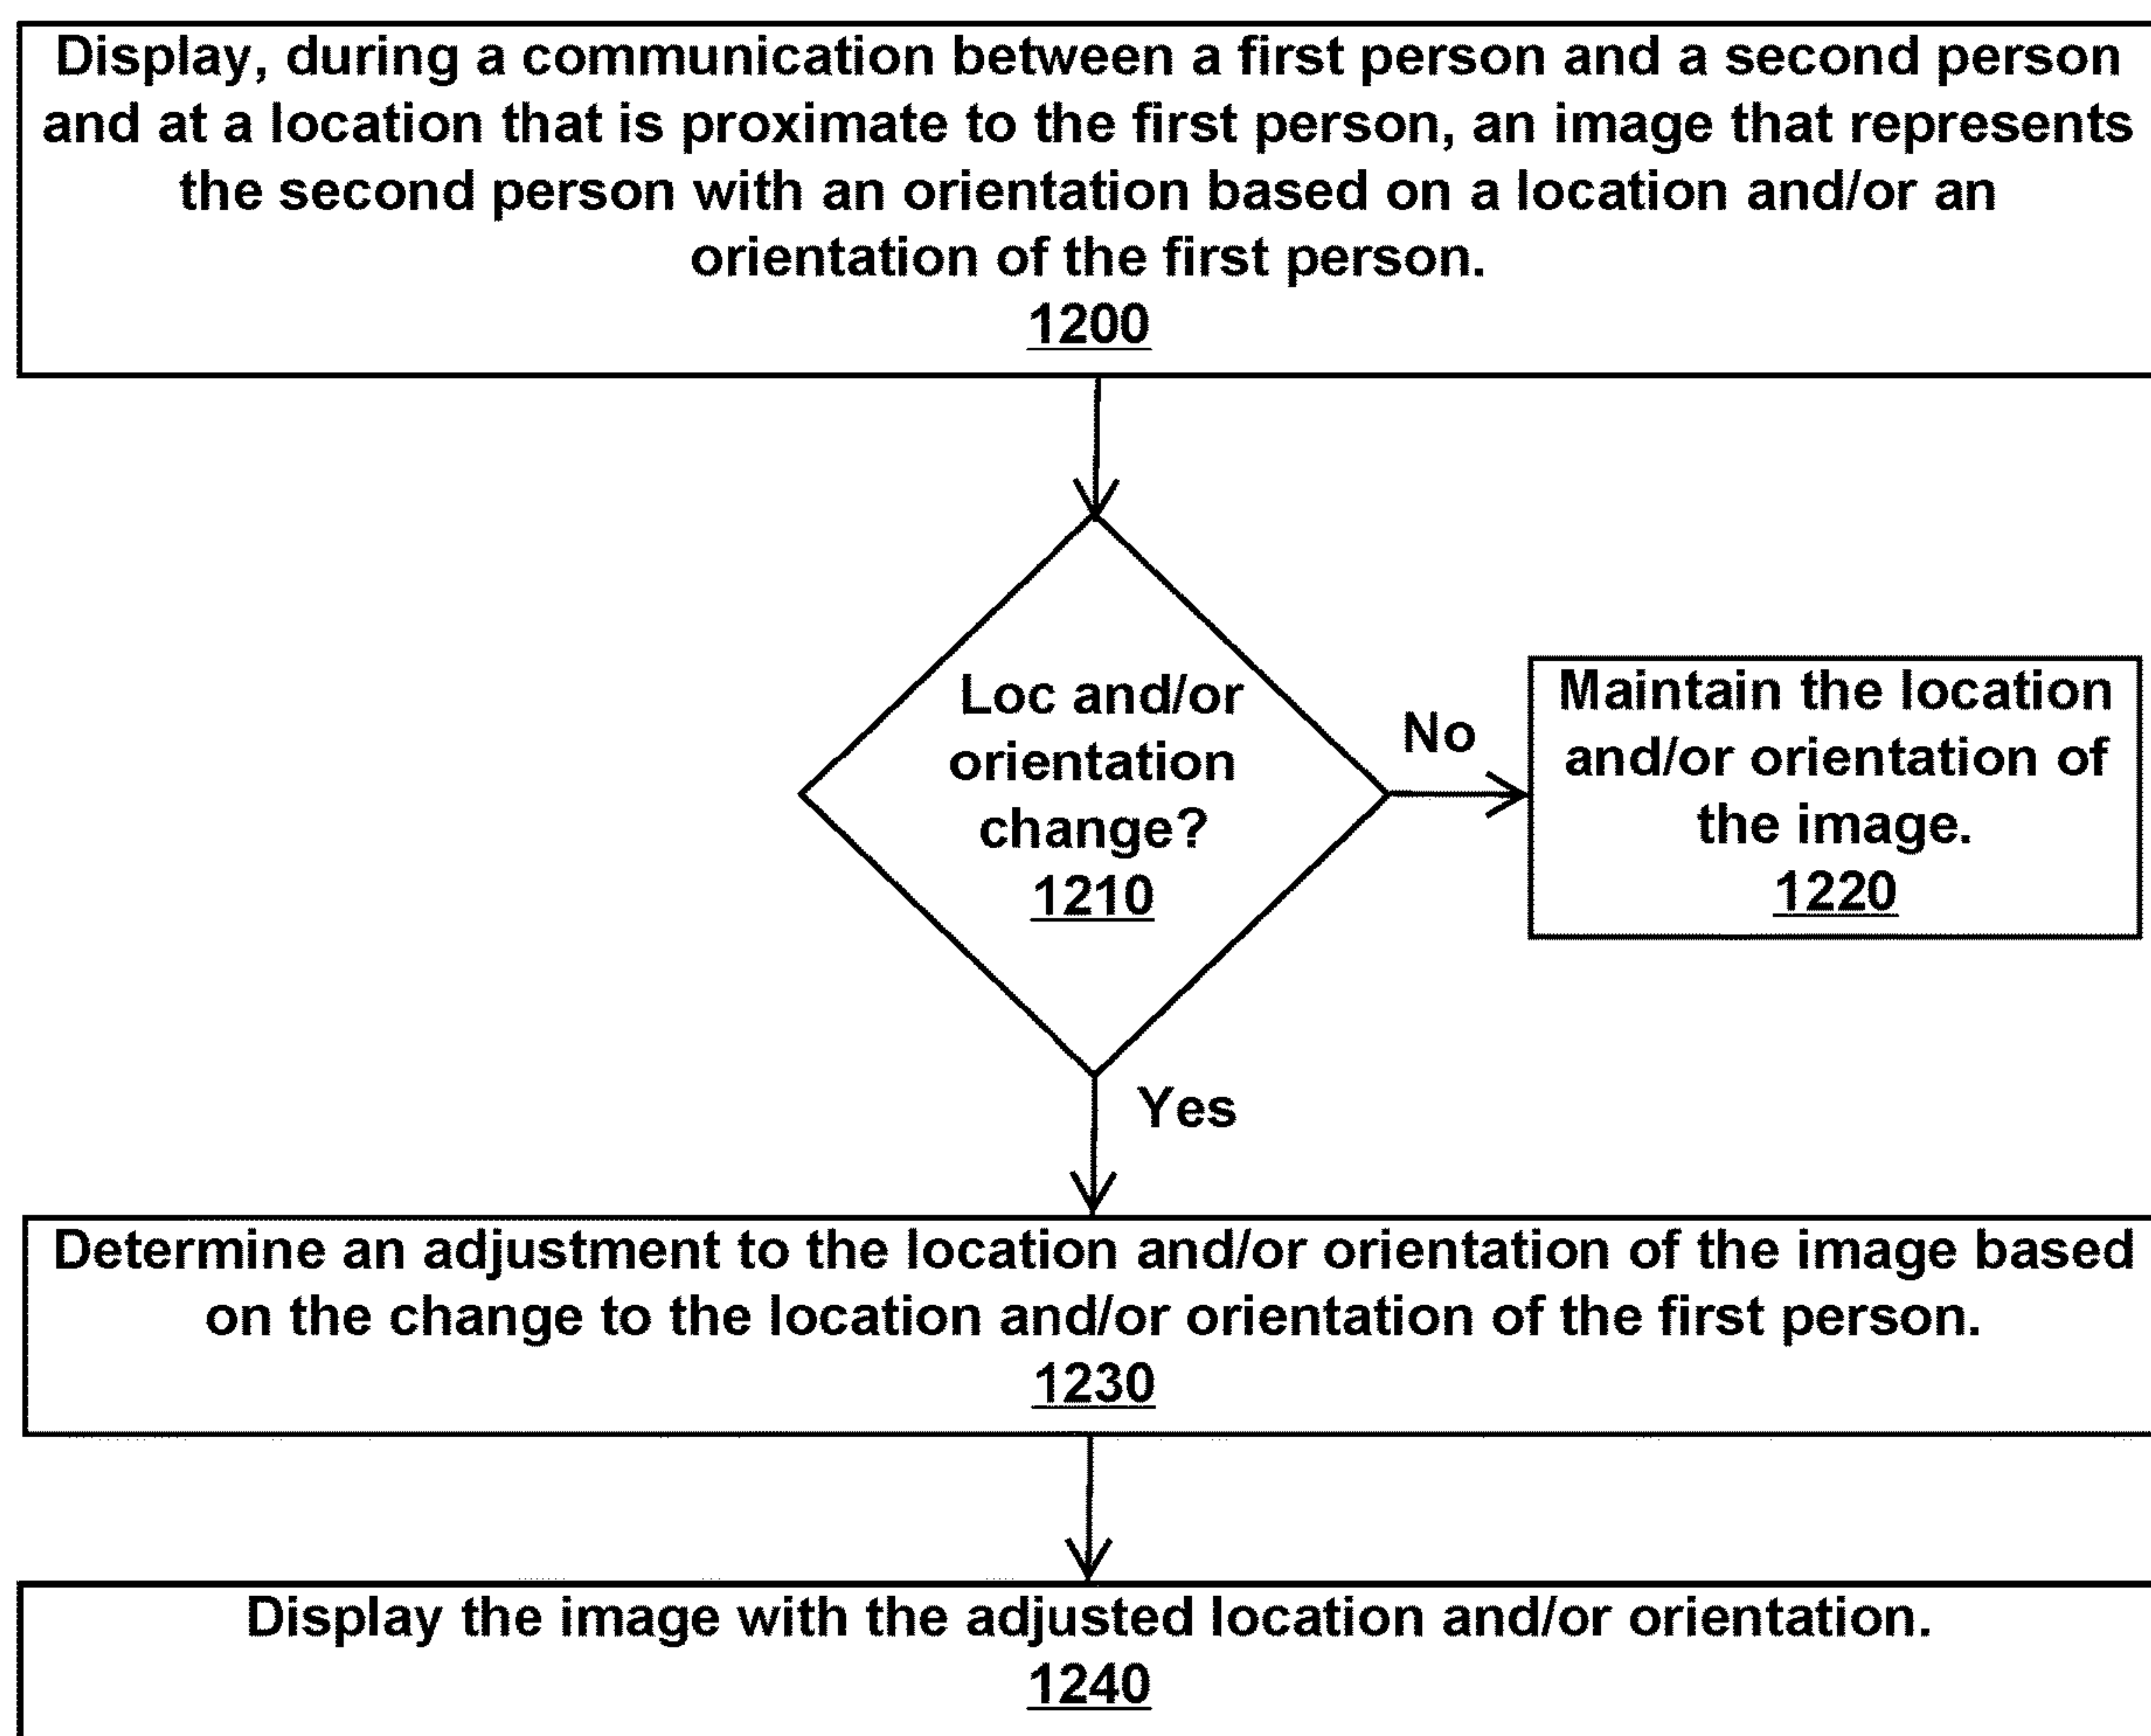 Display, during a communication between a first person and a second person
and at a location that is proximate to the first person, an image that represents
the second person with an orientation based on a location and/or an
orientation of the first person.
1200
Loc and/or
orientation
change?
1210
No
Maintain the location
and/or orientation of
the image.
1220
Yes
Determine an adjustment to the location and/or orientation of the image based
on the change to the location and/or orientation of the first person.
1230
Display the image with the adjusted location and/or orientation.
1240